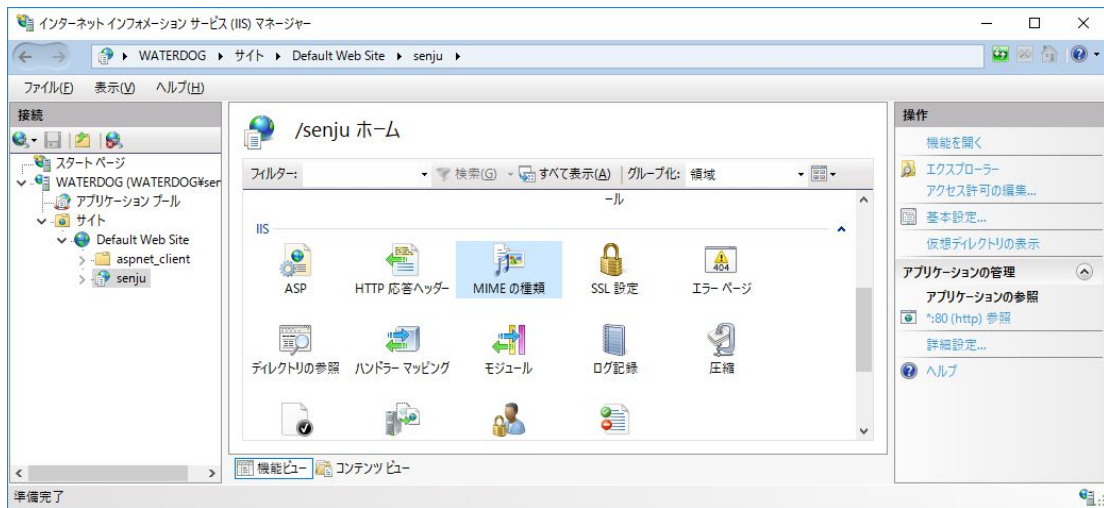 インターネット インフォメーション サービス (IIS) マネージャー
WATERDOG サイト Default Web Site senju
ファイル(F) 表示(V) ヘルプ(H)
接続
スタート ページ
WATERDOG (WATERDOG¥ser
アプリケーション プール
サイト
Default Web Site
aspnet_client
senju
/senju ホーム
フィルター: 検索(G) すべて表示(A) グループ化: 領域
ール
IIS
ASP HTTP 応答ヘッダー MIME の種類 SSL 設定 404 エラー ページ
ディレクトリの参照 ハンドラー マッピング モジュール ログ記録 圧縮
機能ビュー コンテンツ ビュー
操作
機能を開く
エクスプローラー
アクセス許可の編集...
基本設定...
仮想ディレクトリの表示
アプリケーションの管理
アプリケーションの参照
*:80 (http) 参照
詳細設定...
ヘルプ
準備完了